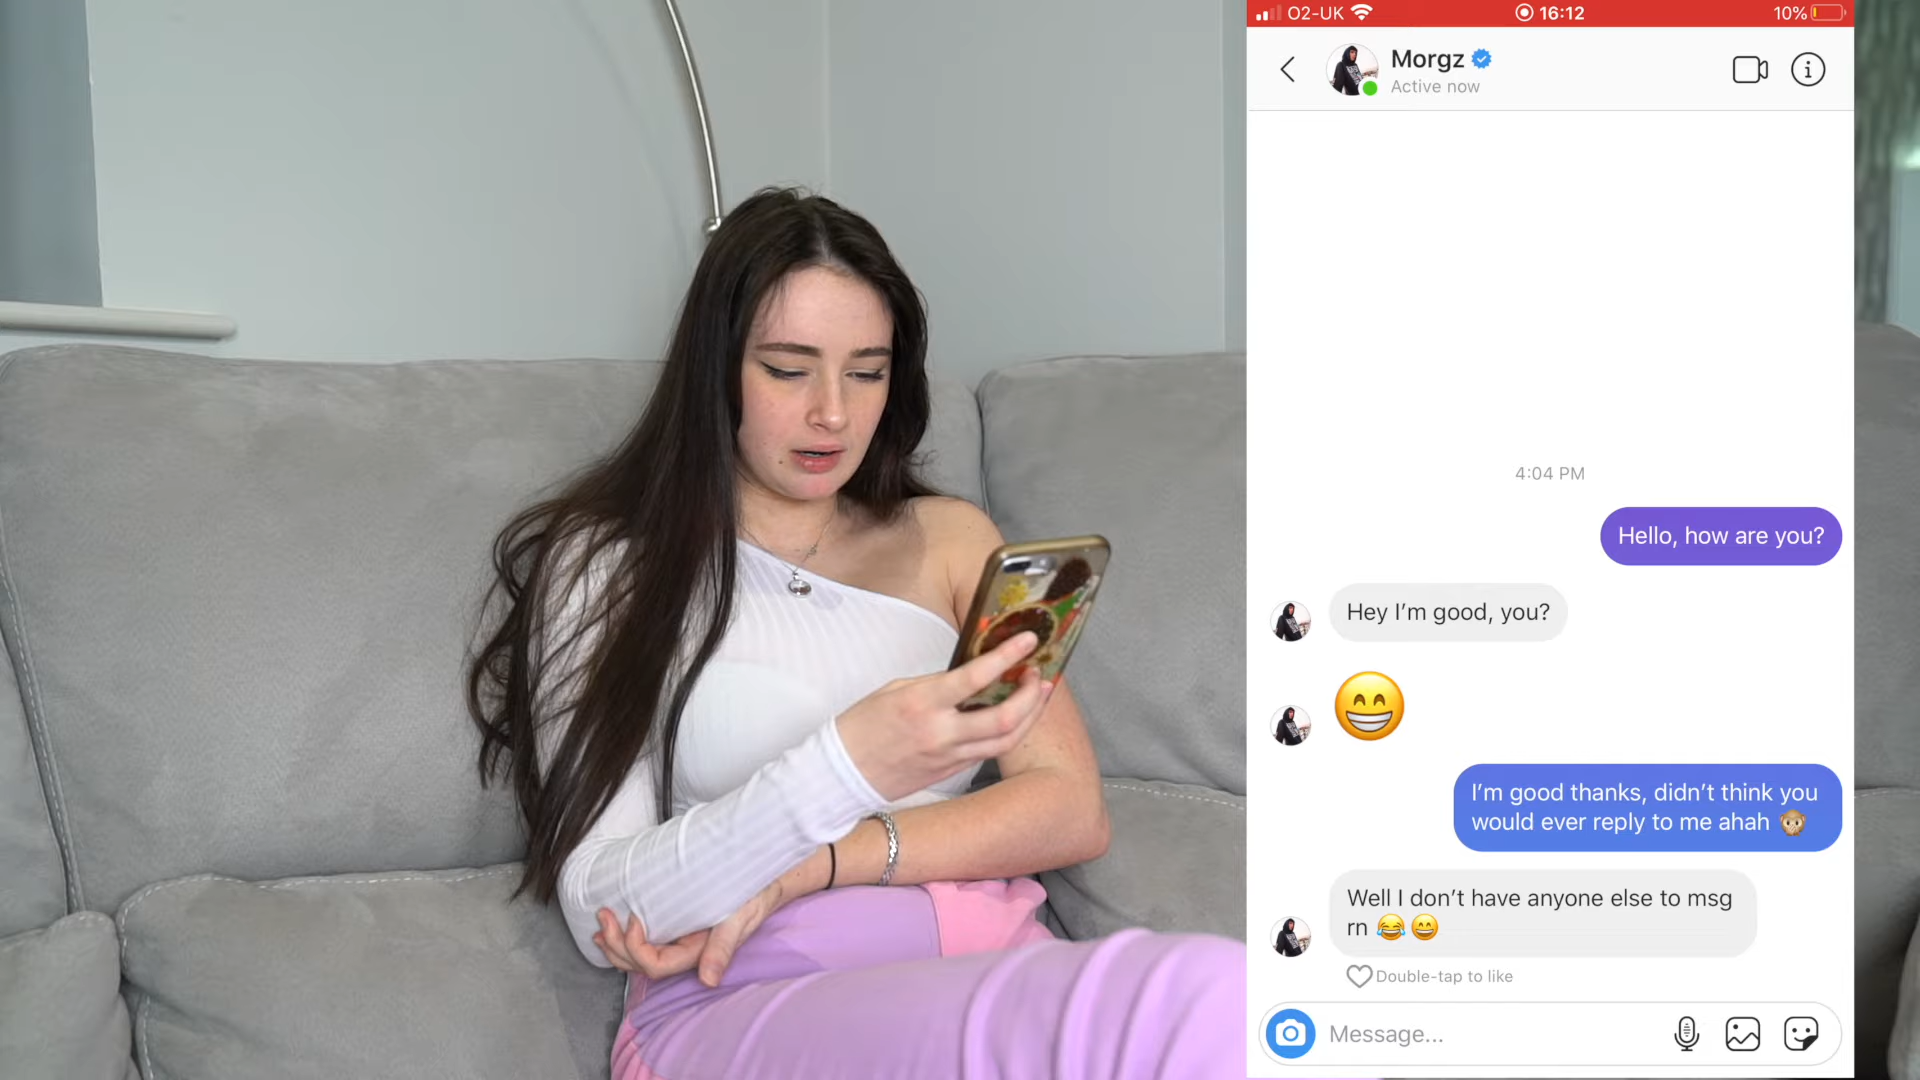 O2-UK 16:12 10%
Morgz
Active now
4:04 PM
Hello, how are you?
Hey I’m good, you?
😁
I’m good thanks, didn’t think you
would ever reply to me ahah 🙊
Well I don’t have anyone else to msg
rn 😂😄
Double-tap to like
Message...